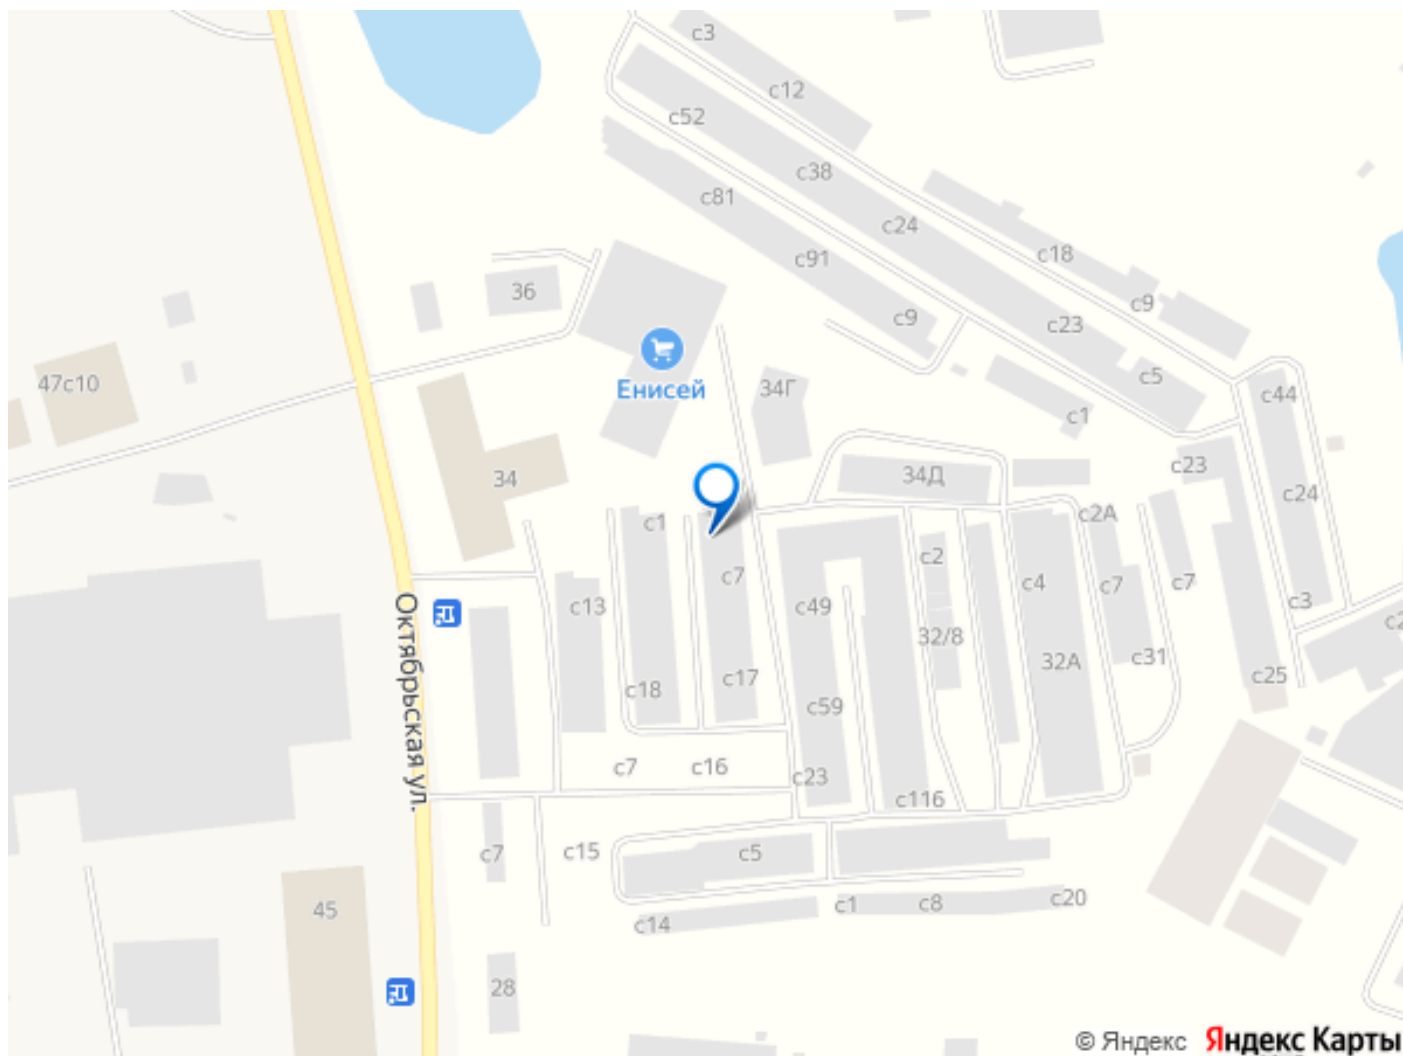 с3
с12
с52
с38
с81
с24
с18
с91
с9
36
с9
с23
47с10
Енисей
34Г
с5
с44
с1
34
34Д
с23
с24
с1
с2А
с2
с7
с4
с7
с7
с13
с49
с3
Октябрьская ул.
32/8
с31
32А
с25
с18
с17
с59
с7
с16
с23
с116
с7
с15
с5
45
с14
с1
с8
с20
28
© Яндекс Яндекс Карты